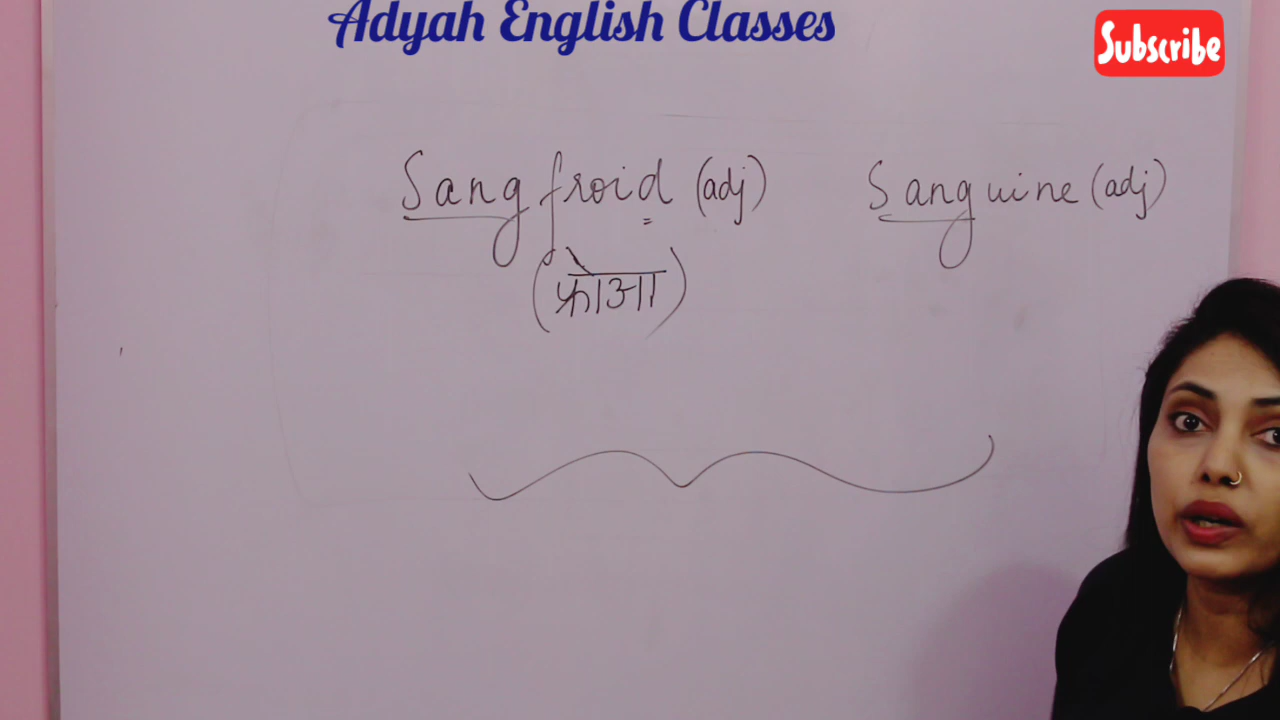 Adyah English Classes
Subscribe
Sangfroid (adj) Sanguine (adj)
(फ्रोआ)